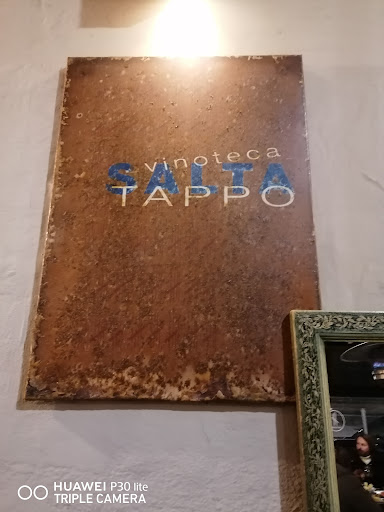 vinoteca
SALTA
TAPPO
HUAWEI P30 lite
TRIPLE CAMERA